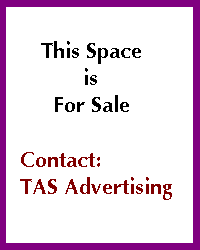 This Space
is
For Sale
Contact:
TAS Advertising